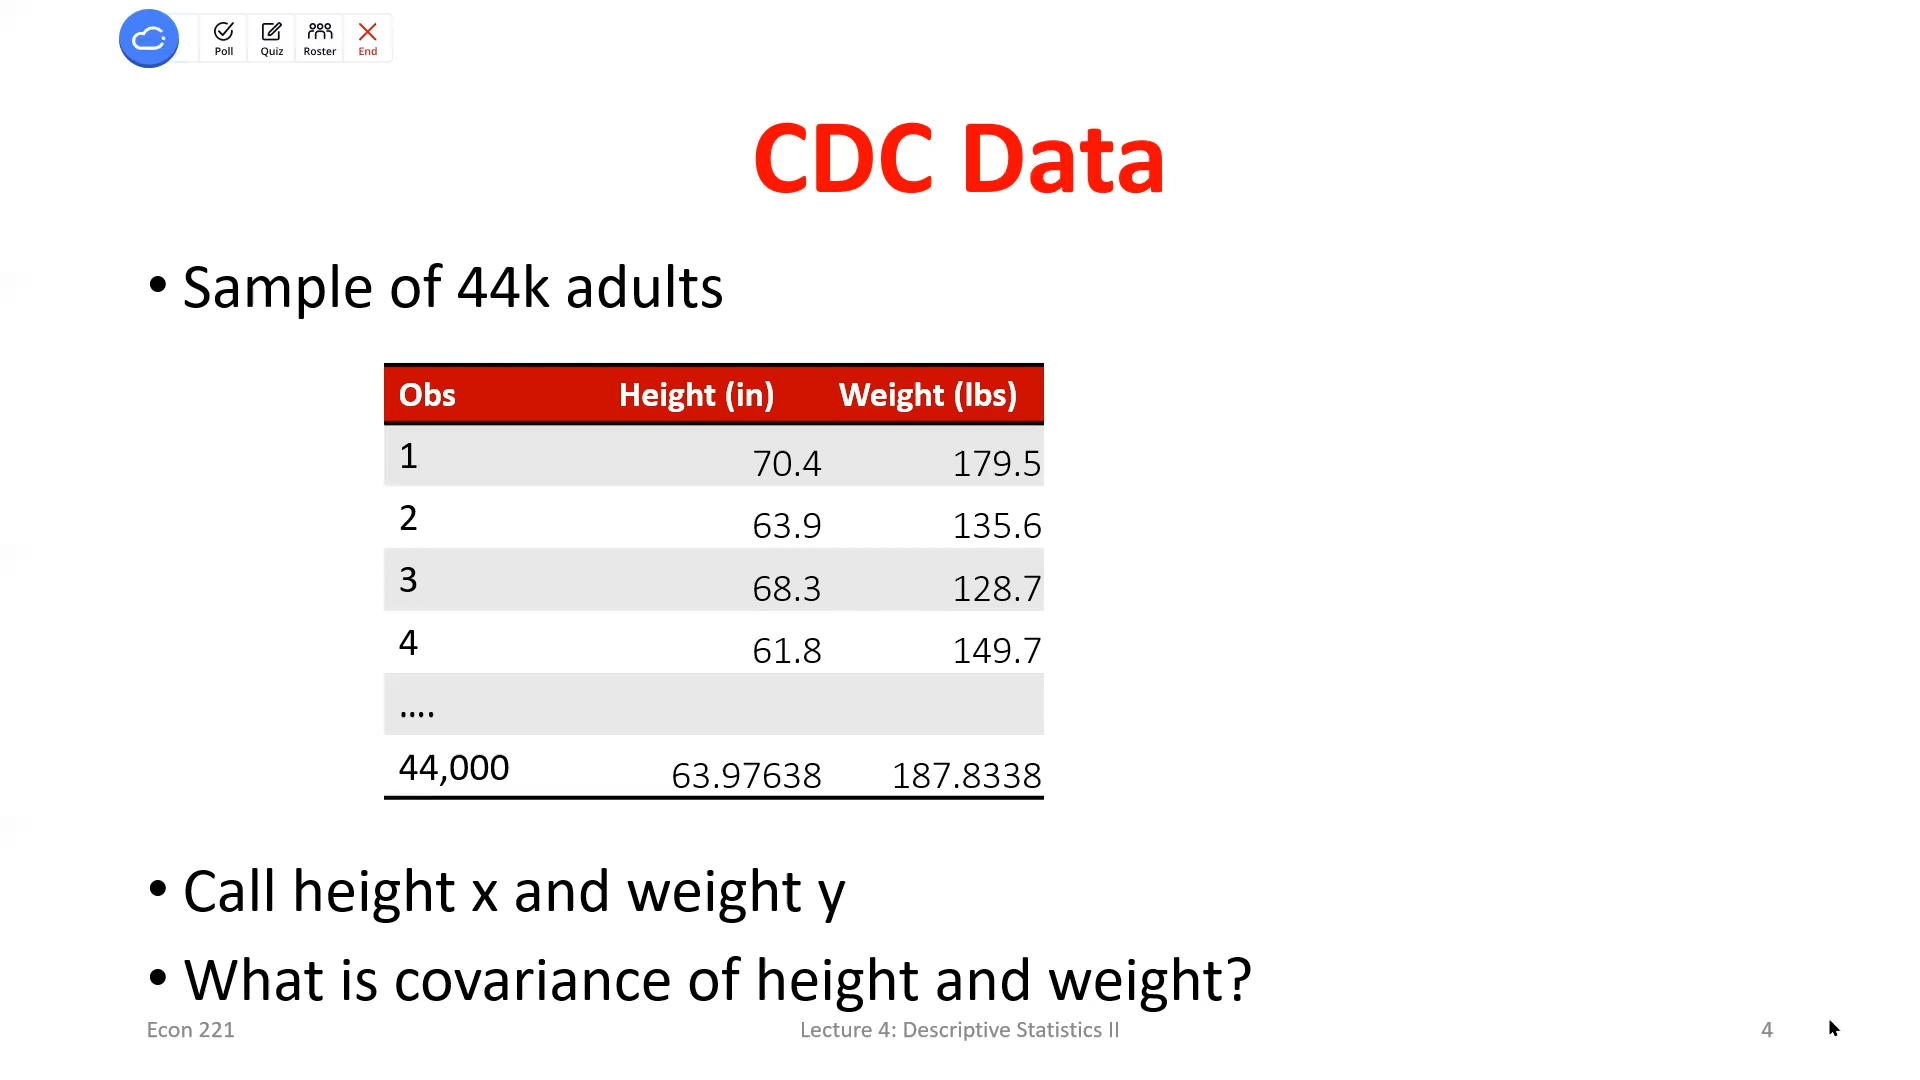 Poll Quiz Roster End
CDC Data
• Sample of 44k adults
Obs Height (in) Weight (lbs)
1 70.4 179.5
2 63.9 135.6
3 68.3 128.7
4 61.8 149.7
....
44,000 63.97638 187.8338
• Call height x and weight y
• What is covariance of height and weight?
Econ 221 Lecture 4: Descriptive Statistics II 4